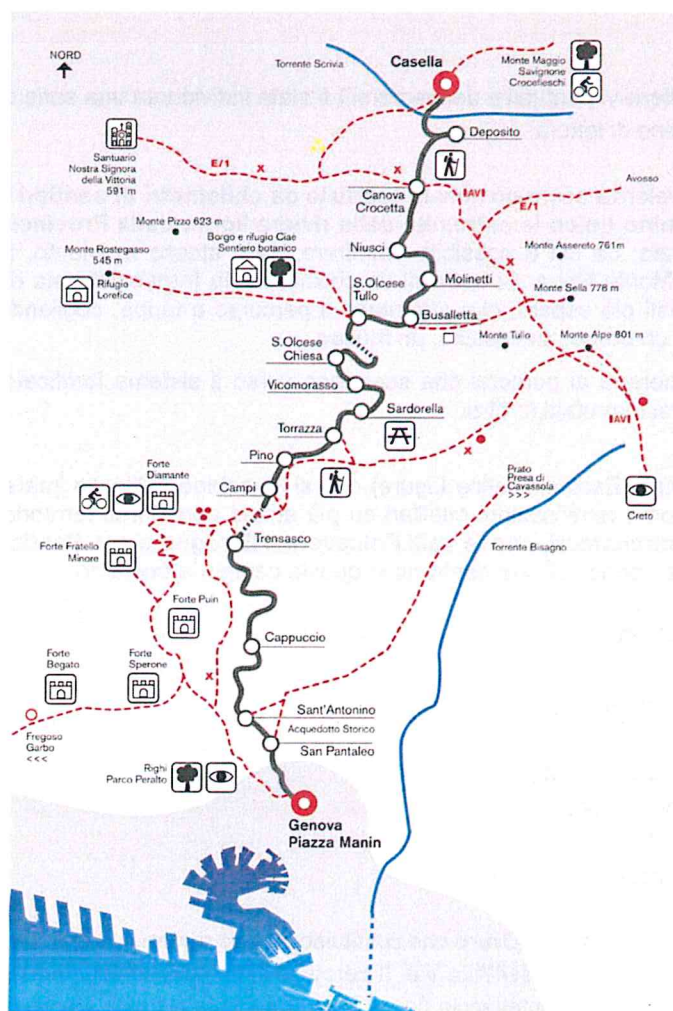 NORD
Torrente Scrivia
Casella
Monte Maggio
Savignone
Crocefieschi
Deposito
Santuario
Nostra Signora
della Vittoria
591 m
E/1
x
x
Canova
Crocetta
AVI
E/1
Avosso
Monte Pizzo 623 m
Borgo e rifugio Ciaé
Sentiero botanico
Niusci
Monte Assereto 761m
Monte Rostegasso
545 m
Rifugio
Lorefice
Molinetti
S.Olcese
Tullo
Monte Sella 778 m
Busalletta
Monte Tullo
Monte Alpe 801 m
S.Olcese
Chiesa
Vicomorasso
Sardorella
AVI
Torrazza
x
Pino
Forte
Diamante
Campi
Prato
Presa di
Cavassola
>>>
Creto
Trensasco
Forte Fratello
Minore
Torrente Bisagno
Forte Puin
Cappuccio
Forte
Begato
Forte
Sperone
x
Sant'Antonino
Acquedotto Storico
San Pantaleo
Fregoso
Garbo
<<<
Righi
Parco Peralto
Genova
Piazza Manin